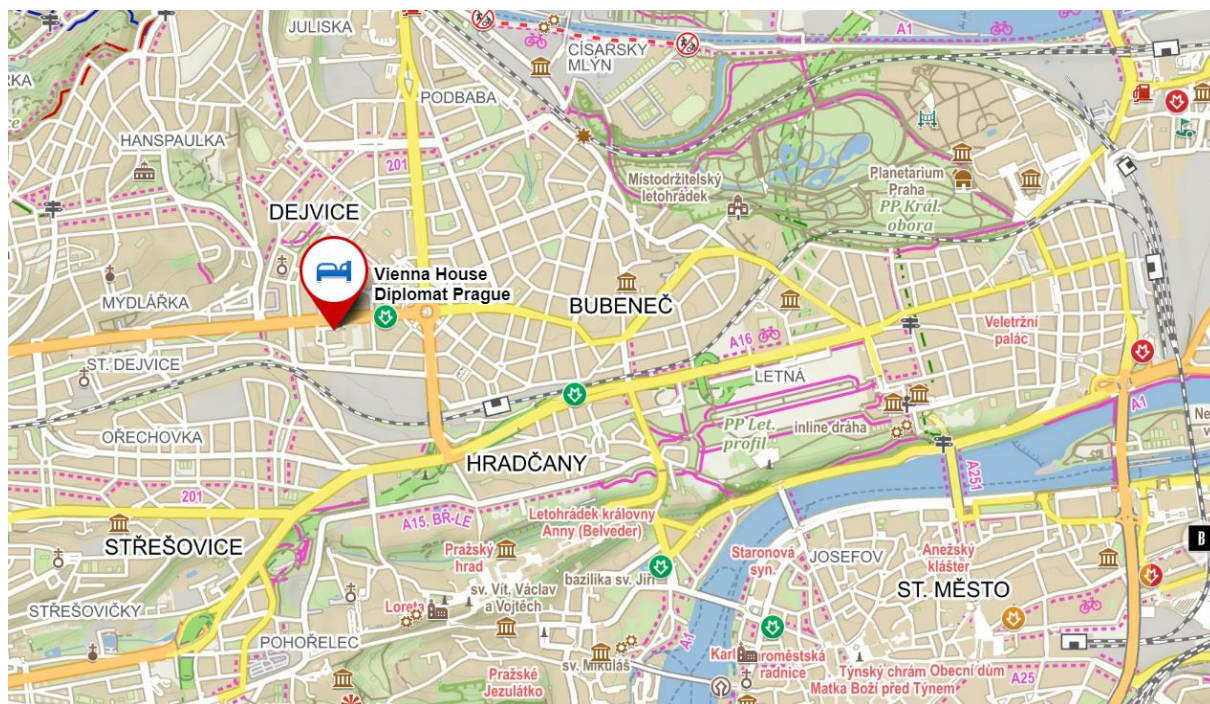 JULISKA
CÍSAŘSKÝ
MLÝN
A1
PODBABA
HANSPAULKA
201
Místodržitelský
letohrádek
Planetarium
Praha
PP Král.
obora
DEJVICE
Vienna House
Diplomat Prague
MYDLÁŘKA
BUBENEČ
Veletržní
palác
ST. DEJVICE
A16
LETNÁ
A1
OŘECHOVKA
PP Let.
profil
inline dráha
HRADČANY
201
A15, BŘ-LE
Letohrádek královny
Anny (Belveder)
A251
STŘEŠOVICE
Pražský
hrad
Staronová
syn.
JOSEFOV
Anežský
klášter
B
bazilika sv. Jiří
sv. Vít, Václav
a Vojtěch
ST. MĚSTO
STŘEŠOVIČKY
Loreta
POHOŘELEC
A1
sv. Mikuláš
Karl
aroměstská
radnice
Týnský chrám
Matka Boží před Týnem
Obecní dům
A25
Pražské
Jezulátko